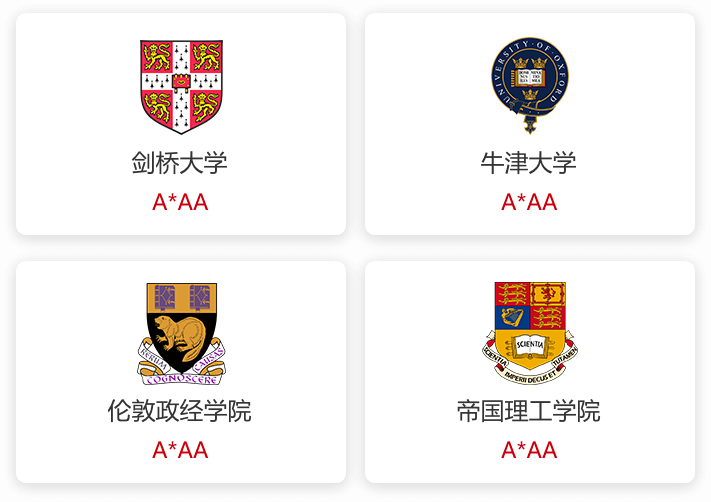 UNIVERSITY·OF·OXFORD
DOMI MINA
NUS TIO
ILLU MEA
剑桥大学
牛津大学
A*AA
A*AA
RERUM COGNOSCERE CAUSAS
SCIENTIA
SCIENTIA IMPERII DECUS ET TUTAMEN
伦敦政经学院
帝国理工学院
A*AA
A*AA